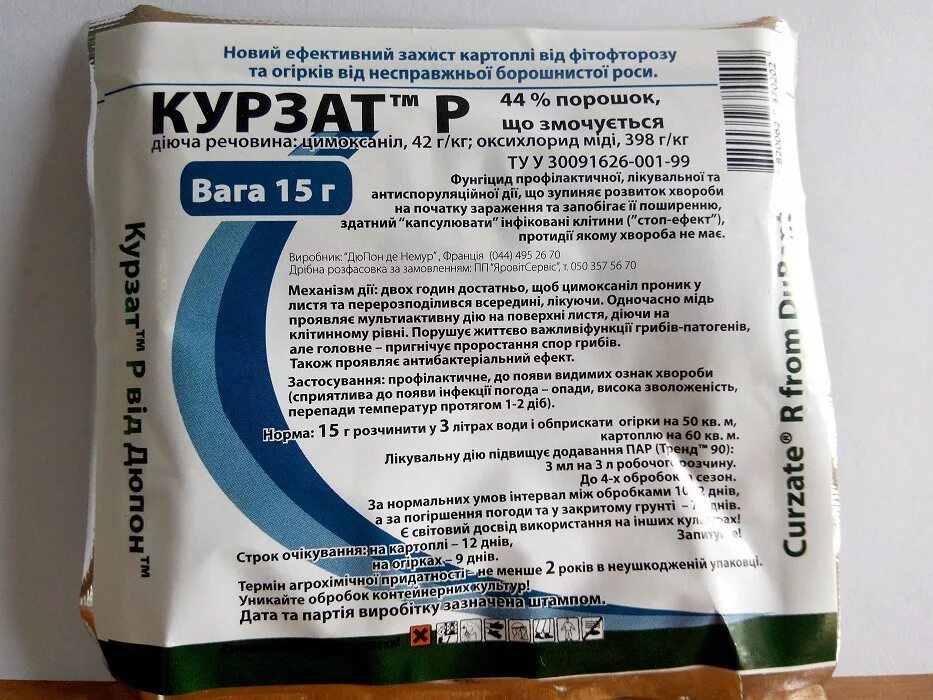 Новий ефективний захист картоплі від фітофторозу
та огірків від несправжньої борошнистої роси.
КУРЗАТ™ Р
44 % порошок,
що змочується
діюча речовина: цимоксаніл, 42 г/кг; оксихлорид міді, 398 г/кг
ТУ У 30091626-001-99
Вага 15 г
Фунгіцид профілактичної, лікувальної та
антиспоруляційної дії, що зупиняє розвиток хвороби
на початку зараження та запобігає її поширенню,
здатний "капсулювати" інфіковані клітини ("стоп-ефект"),
протидії якому хвороба не має.
Виробник: "ДюПон де Немур", Франція (044) 495 26 70
Дрібна розфасовка за замовленням: ПП "ЯровітСервіс", т. 050 357 56 70
Механізм дії: двох годин достатньо, щоб цимоксаніл проник у
листя та перерозподілився всередині, лікуючи. Одночасно мідь
проявляє мультиактивну дію на поверхні листя, діючи на
клітинному рівні. Порушує життєво важливіфункції грибів-патогенів,
але головне – пригнічує проростання спор грибів.
Також проявляє антибактеріальний ефект.
Застосування: профілактичне, до появи видимих ознак хвороби
(сприятлива до появи інфекції погода – опади, висока зволоженість,
перепади температур протягом 1-2 діб).
Норма: 15 г розчинити у 3 літрах води і обприскати огірки на 50 кв. м,
картоплю на 60 кв. м.
Лікувальну дію підвищує додавання ПАР (Тренд™ 90):
3 мл на 3 л робочого розчину.
До 4-х обробок в сезон.
За нормальних умов інтервал між обробками днів,
а за погіршення погоди та у закритому грунті – днів.
Є світовий досвід використання на інших культурах!
Строк очікування: на картоплі – 12 днів,
на огірках – 9 днів.
Термін агрохімічної придатності – не менше 2 років в неушкодженій упаковці.
Уникайте обробок контейнерних культур!
Дата та партія виробітку зазначена штампом.
Курзат™ Р від Дюпон™
Curzate® R from DuPont